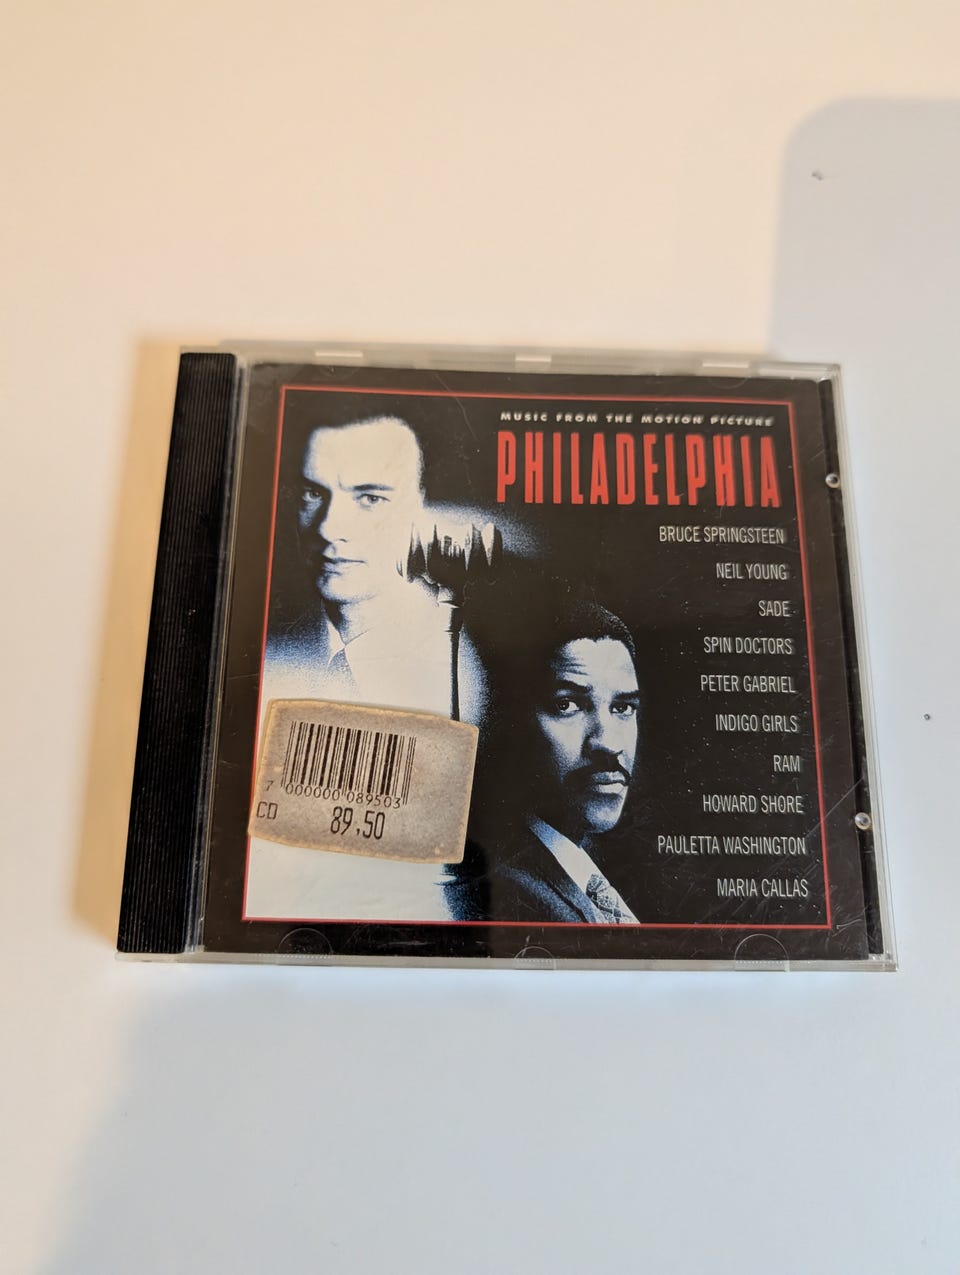 MUSIC FROM THE MOTION PICTURE
PHILADELPHIA
BRUCE SPRINGSTEEN
NEIL YOUNG
SADE
SPIN DOCTORS
PETER GABRIEL
INDIGO GIRLS
RAM
HOWARD SHORE
PAULETTA WASHINGTON
MARIA CALLAS
7 000000 089503
CD 89,50